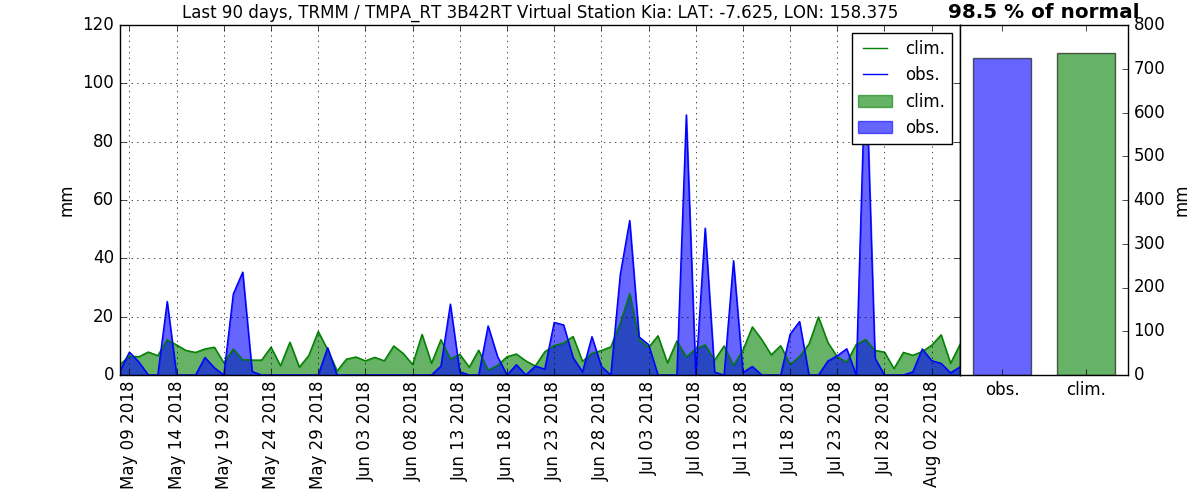 Last 90 days, TRMM / TMPA_RT 3B42RT Virtual Station Kia: LAT: -7.625, LON: 158.375
98.5 % of normal
120
100
80
60
40
20
0
mm
clim.
obs.
clim.
obs.
800
700
600
500
400
300
200
100
0
mm
May 09 2018
May 14 2018
May 19 2018
May 24 2018
May 29 2018
Jun 03 2018
Jun 08 2018
Jun 13 2018
Jun 18 2018
Jun 23 2018
Jun 28 2018
Jul 03 2018
Jul 08 2018
Jul 13 2018
Jul 18 2018
Jul 23 2018
Jul 28 2018
Aug 02 2018
obs.
clim.